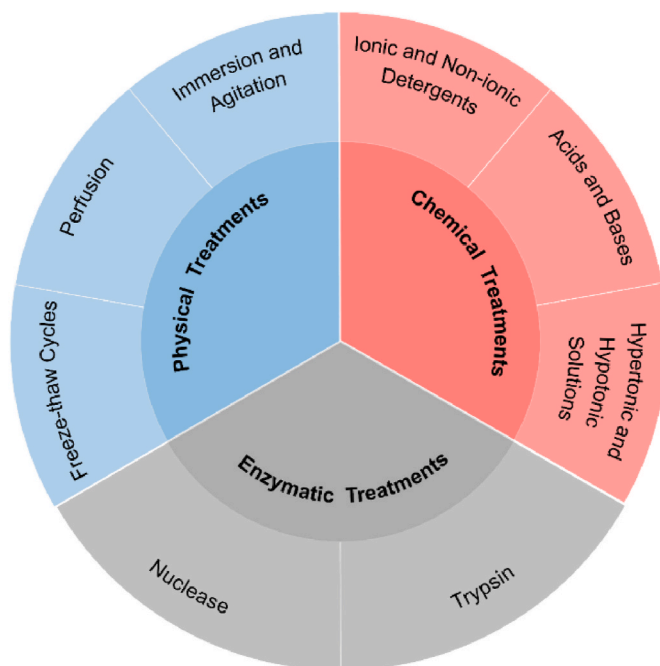 Immersion and
Agitation
Perfusion
Freeze-thaw Cycles
Physical Treatments
Ionic and Non-ionic
Detergents
Acids and Bases
Hypertonic and
Hypotonic
Solutions
Chemical Treatments
Enzymatic Treatments
Nuclease
Trypsin